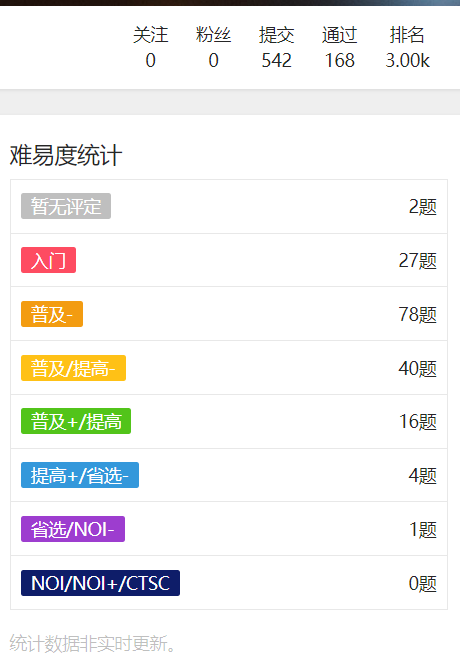 关注 粉丝 提交 通过 排名
0 0 542 168 3.00k
难易度统计
暂无评定 2题
入门 27题
普及- 78题
普及/提高- 40题
普及+/提高 16题
提高+/省选- 4题
省选/NOI- 1题
NOI/NOI+/CTSC 0题
统计数据非实时更新。